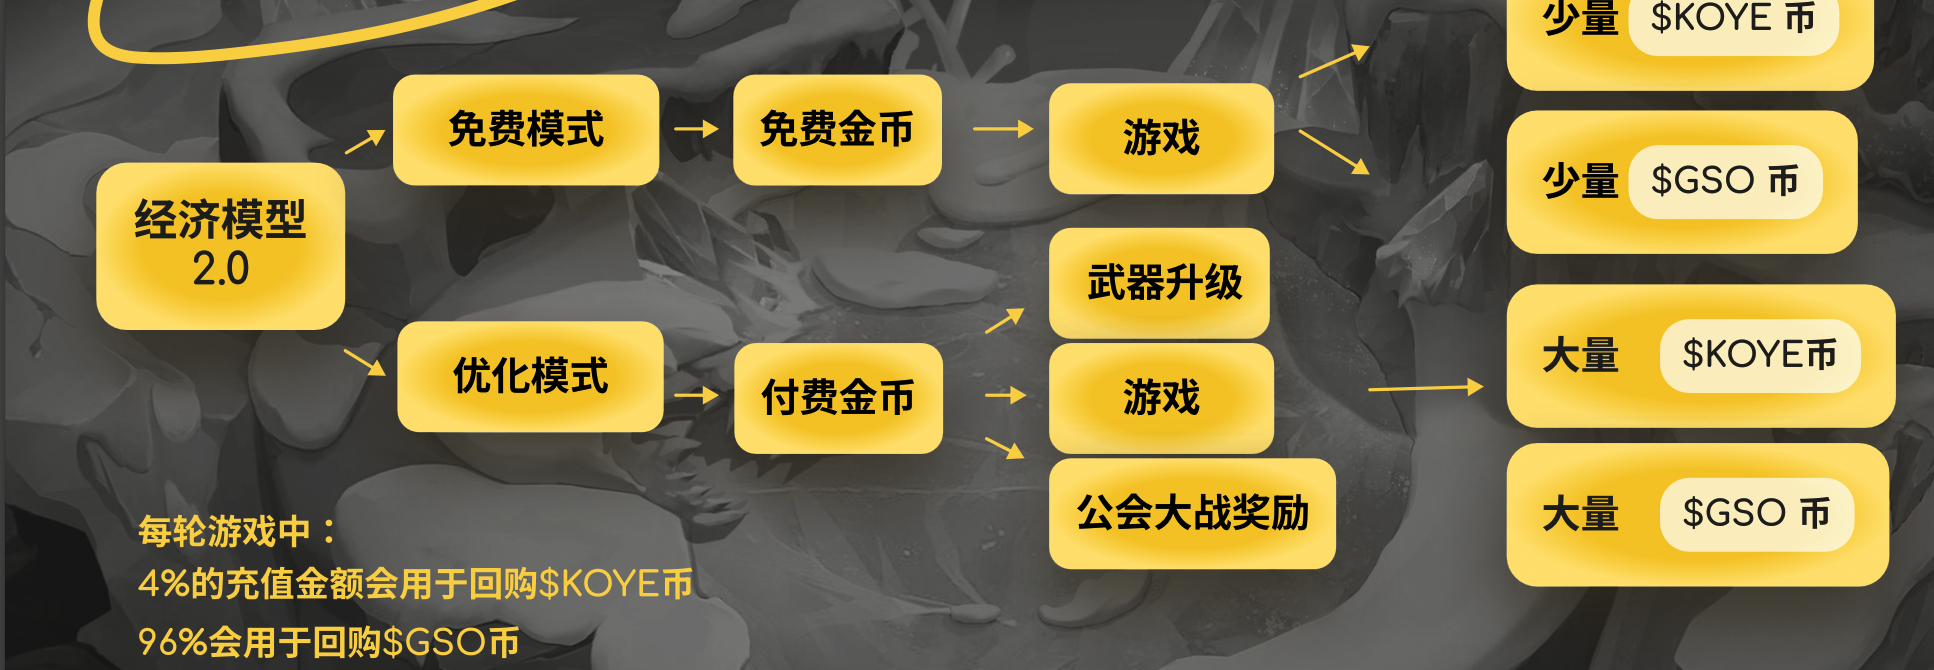 少量 $KOYE 币
免费模式
免费金币
游戏
少量 $GSO 币
经济模型
2.0
武器升级
优化模式
付费金币
游戏
大量 $KOYE币
公会大战奖励
大量 $GSO 币
每轮游戏中：
4%的充值金额会用于回购$KOYE币
96%会用于回购$GSO币